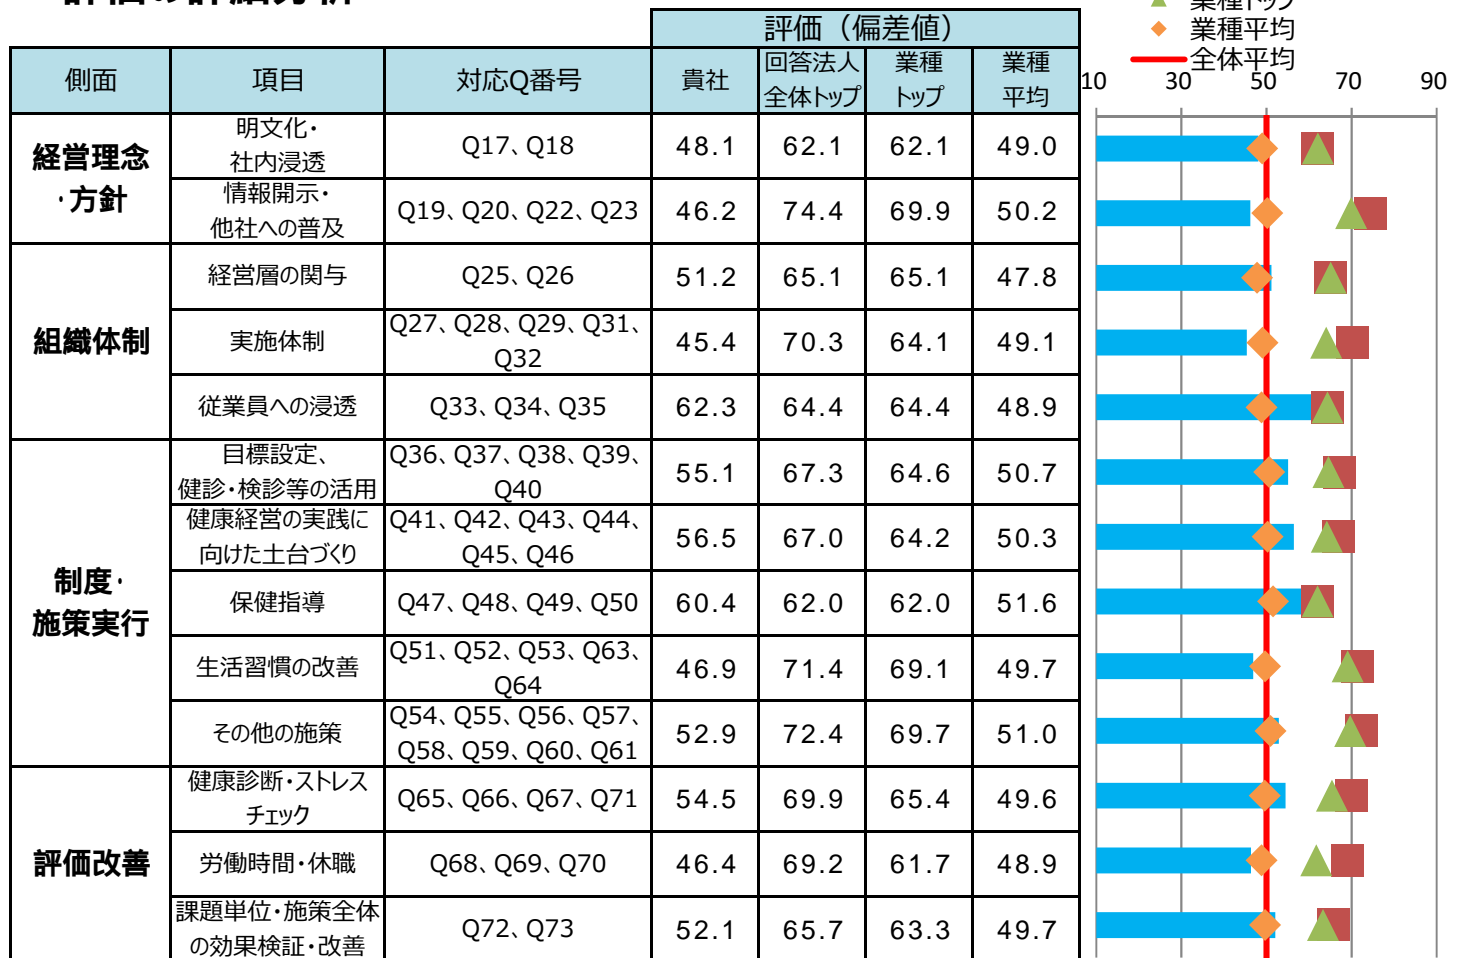 評価の詳細分析
業種トップ
業種平均
全体平均
評価（偏差値）
側面 項目 対応Q番号 貴社 回答法人 業種 業種
全体トップ トップ 平均
10 30 50 70 90
経営理念
・方針
明文化・
社内浸透
Q17、Q18 48.1 62.1 62.1 49.0
情報開示・
他社への普及
Q19、Q20、Q22、Q23 46.2 74.4 69.9 50.2
組織体制
経営層の関与 Q25、Q26 51.2 65.1 65.1 47.8
実施体制
Q27、Q28、Q29、Q31、
Q32
45.4 70.3 64.1 49.1
従業員への浸透 Q33、Q34、Q35 62.3 64.4 64.4 48.9
制度・
施策実行
目標設定、
健診・検診等の活用
Q36、Q37、Q38、Q39、
Q40
55.1 67.3 64.6 50.7
健康経営の実践に
向けた土台づくり
Q41、Q42、Q43、Q44、
Q45、Q46
56.5 67.0 64.2 50.3
保健指導 Q47、Q48、Q49、Q50 60.4 62.0 62.0 51.6
生活習慣の改善
Q51、Q52、Q53、Q63、
Q64
46.9 71.4 69.1 49.7
その他の施策
Q54、Q55、Q56、Q57、
Q58、Q59、Q60、Q61
52.9 72.4 69.7 51.0
評価改善
健康診断・ストレス
チェック
Q65、Q66、Q67、Q71 54.5 69.9 65.4 49.6
労働時間・休職 Q68、Q69、Q70 46.4 69.2 61.7 48.9
課題単位・施策全体
の効果検証・改善
Q72、Q73 52.1 65.7 63.3 49.7